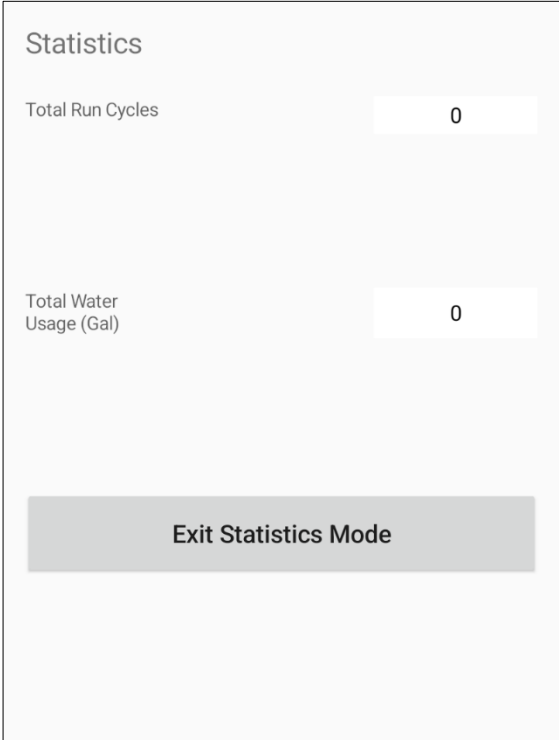 Statistics
Total Run Cycles
0
Total Water
Usage (Gal)
0
Exit Statistics Mode